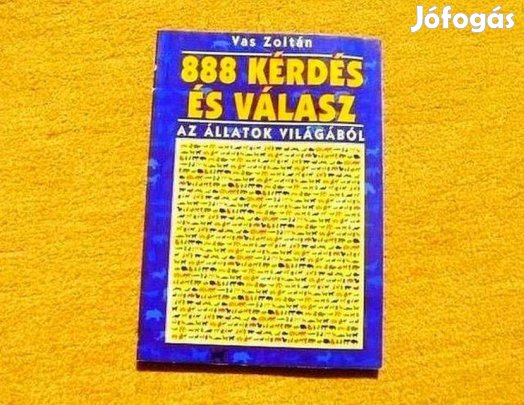 Jófogás
Vas Zoltán
888 KÉRDÉS
ÉS VÁLASZ
AZ ÁLLATOK VILÁGÁBÓL